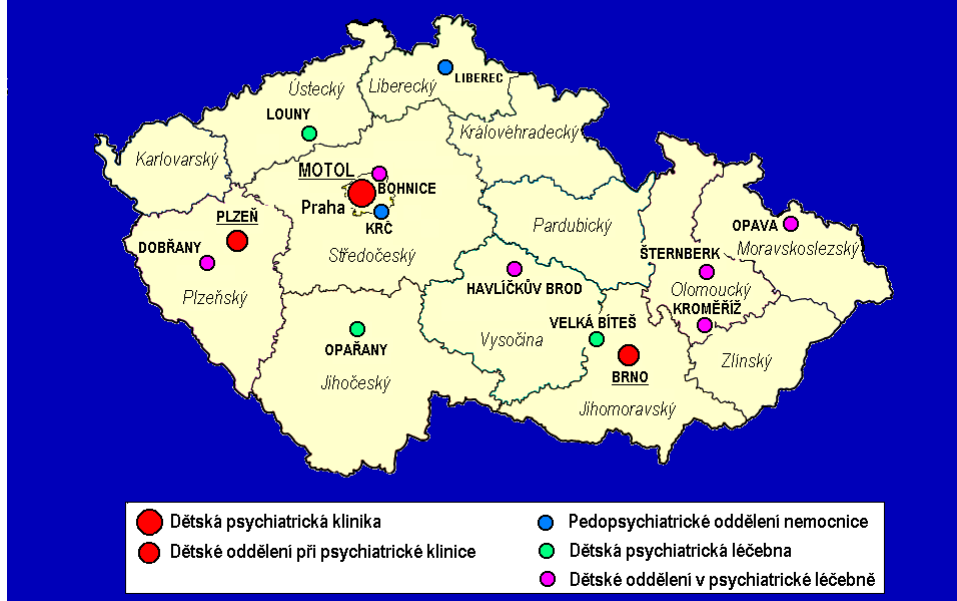 LIBEREC
Ústecký
Liberecký
LOUNY
Královéhradecký
Karlovarský
MOTOL
BOHNICE
Praha
PLZEŇ
KRČ
Pardubický
OPAVA
DOBŘANY
Středočeský
ŠTERNBERK
Moravskoslezský
Plzeňský
HAVLÍČKŮV BROD
Olomoucký
KROMĚŘÍŽ
VELKÁ BÍTEŠ
OPAŘANY
Vysočina
Zlínský
Jihočeský
BRNO
Jihomoravský
Dětská psychiatrická klinika
Dětské oddělení při psychiatrické klinice
Pedopsychiatrické oddělení nemocnice
Dětská psychiatrická léčebna
Dětské oddělení v psychiatrické léčebně